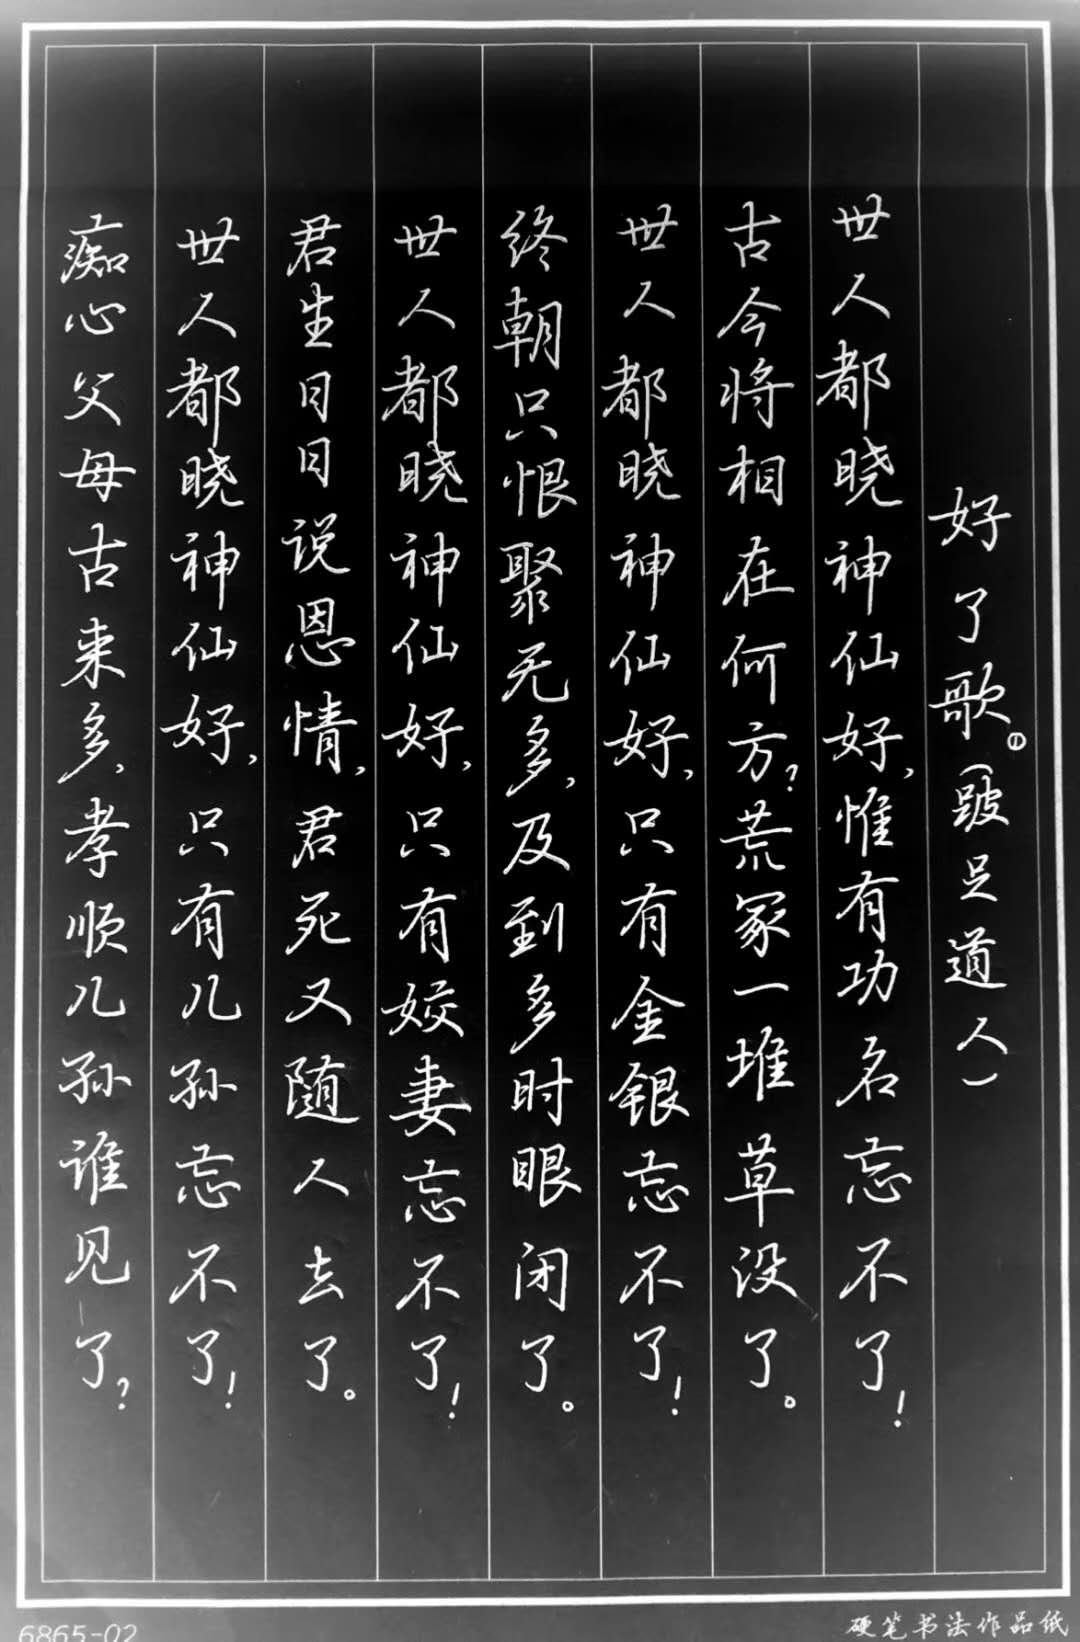 好了歌。①（跛足道人）
世人都晓神仙好，惟有功名忘不了！
古今将相在何方？荒冢一堆草没了。
世人都晓神仙好，只有金银忘不了！
终朝只恨聚无多，及到多时眼闭了。
世人都晓神仙好，只有姣妻忘不了！
君生日日说恩情，君死又随人去了。
世人都晓神仙好，只有儿孙忘不了！
痴心父母古来多，孝顺儿孙谁见了？
6865-02
硬笔书法作品纸